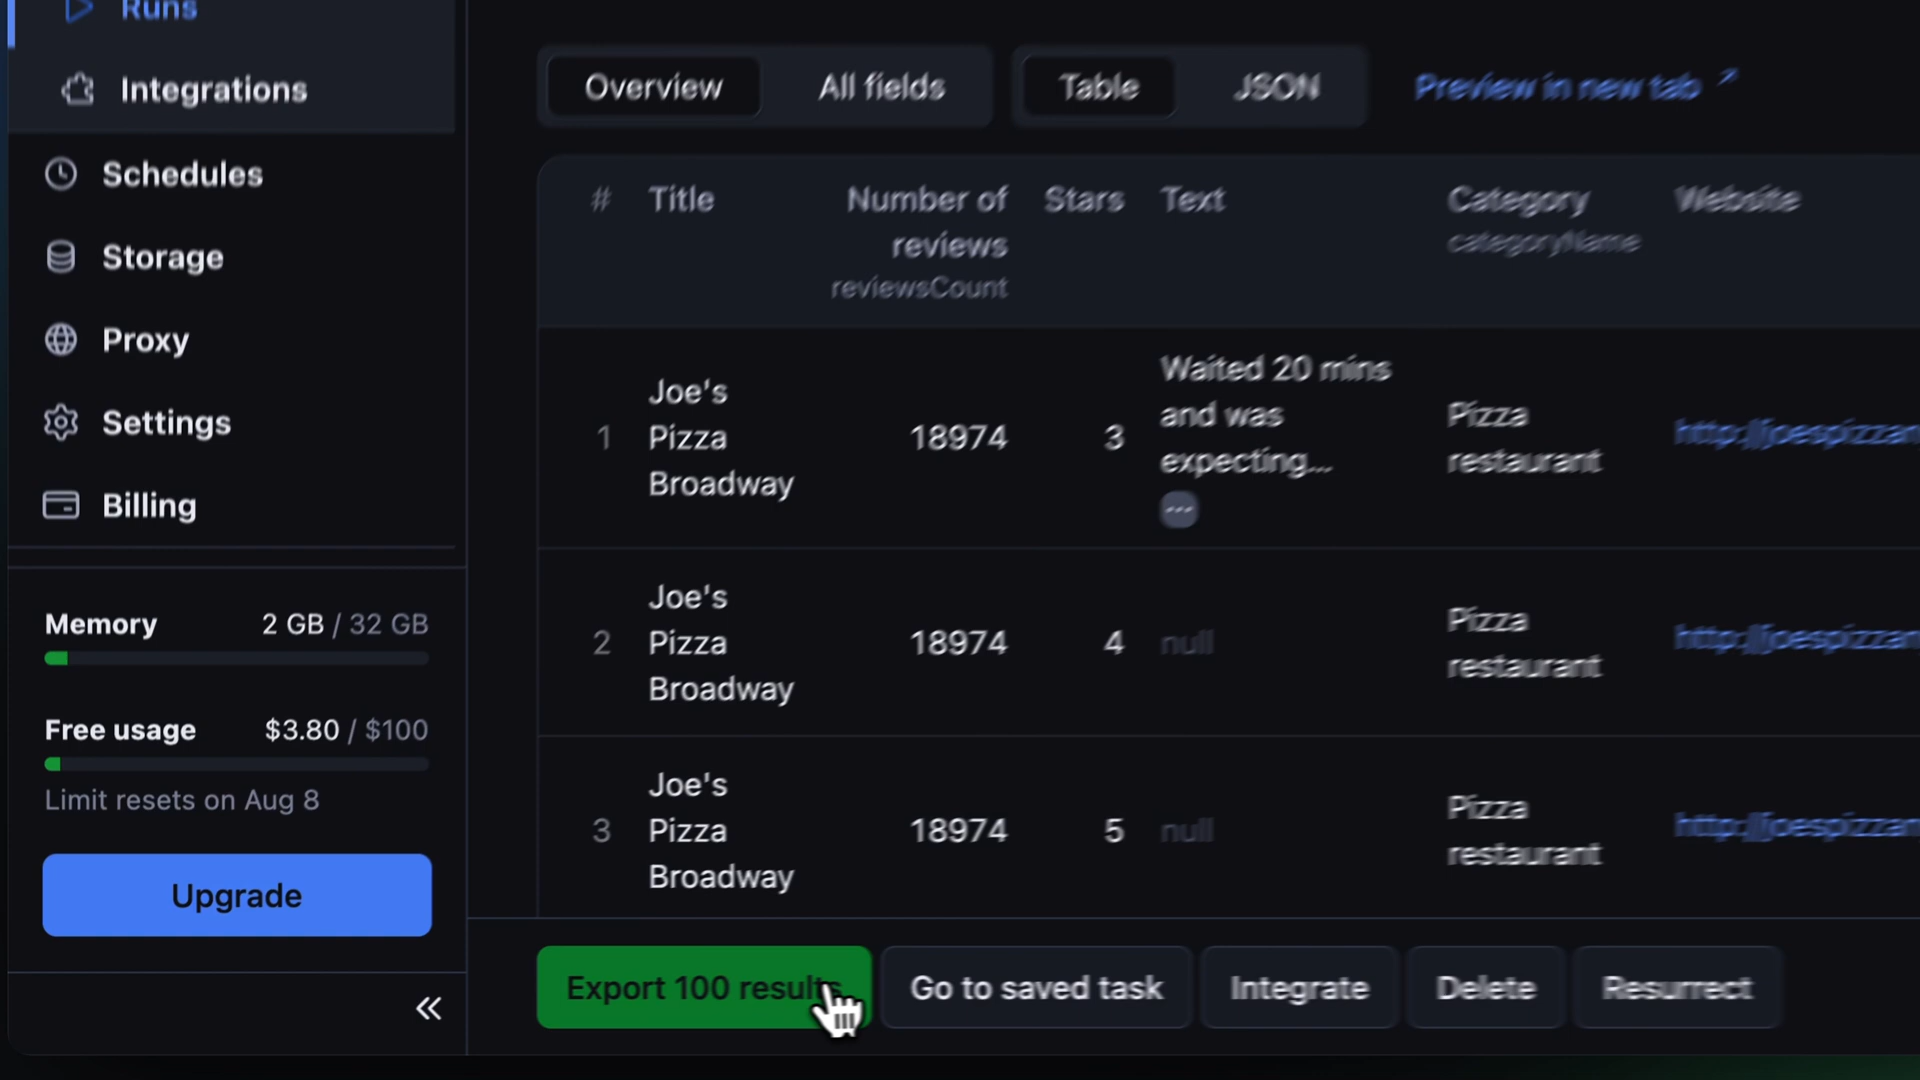 Runs
Integrations
Schedules
Storage
Proxy
Settings
Billing
Memory 2 GB / 32 GB
Free usage $3.80 / $100
Limit resets on Aug 8
Upgrade
Overview All fields Table JSON Preview in new tab
# Title Number of reviews reviewsCount Stars Text Category categoryName Website
1 Joe's Pizza Broadway 18974 3 Waited 20 mins and was expecting... Pizza restaurant
2 Joe's Pizza Broadway 18974 4 null Pizza restaurant
3 Joe's Pizza Broadway 18974 5 null Pizza restaurant
Export 100 results Go to saved task Integrate Delete Resurrect